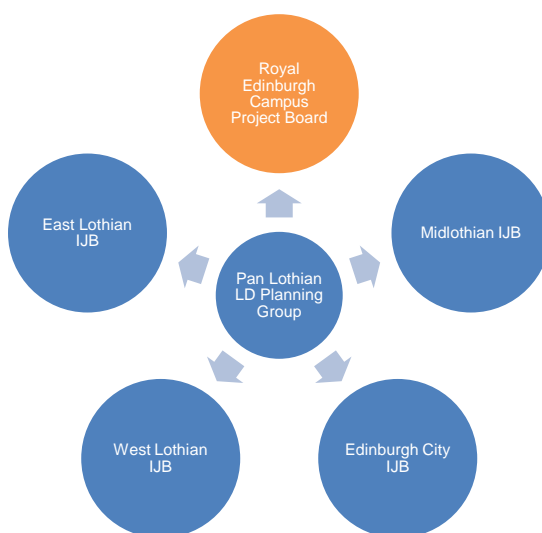 Royal
Edinburgh
Campus
Project Board
East Lothian
IJB
Midlothian IJB
Pan Lothian
LD Planning
Group
West Lothian
IJB
Edinburgh City
IJB